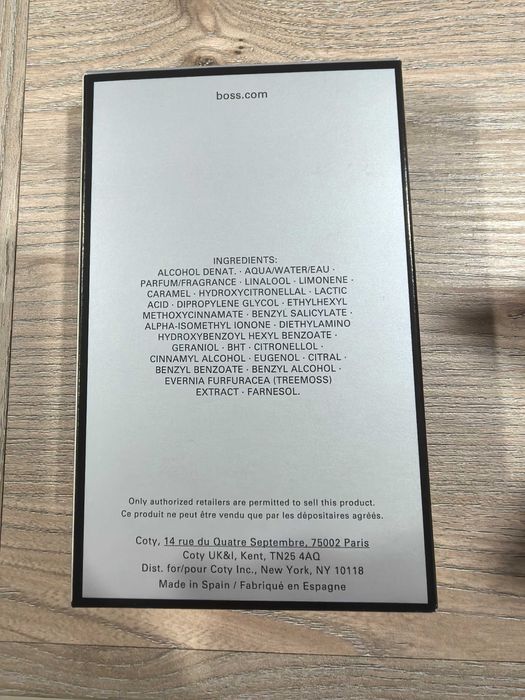 boss.com
INGREDIENTS:
ALCOHOL DENAT. · AQUA/WATER/EAU ·
PARFUM/FRAGRANCE · LINALOOL · LIMONENE ·
CARAMEL · HYDROXYCITRONELLAL · LACTIC
ACID · DIPROPYLENE GLYCOL · ETHYLHEXYL
METHOXYCINNAMATE · BENZYL SALICYLATE ·
ALPHA-ISOMETHYL IONONE · DIETHYLAMINO
HYDROXYBENZOYL HEXYL BENZOATE ·
GERANIOL · BHT · CITRONELLOL ·
CINNAMYL ALCOHOL · EUGENOL · CITRAL ·
BENZYL BENZOATE · BENZYL ALCOHOL ·
EVERNIA FURFURACEA (TREEMOSS)
EXTRACT · FARNESOL.
Only authorized retailers are permitted to sell this product.
Ce produit ne peut être vendu que par les dépositaires agréés.
Coty, 14 rue du Quatre Septembre, 75002 Paris
Coty UK&I, Kent, TN25 4AQ
Dist. for/pour Coty Inc., New York, NY 10118
Made in Spain / Fabriqué en Espagne